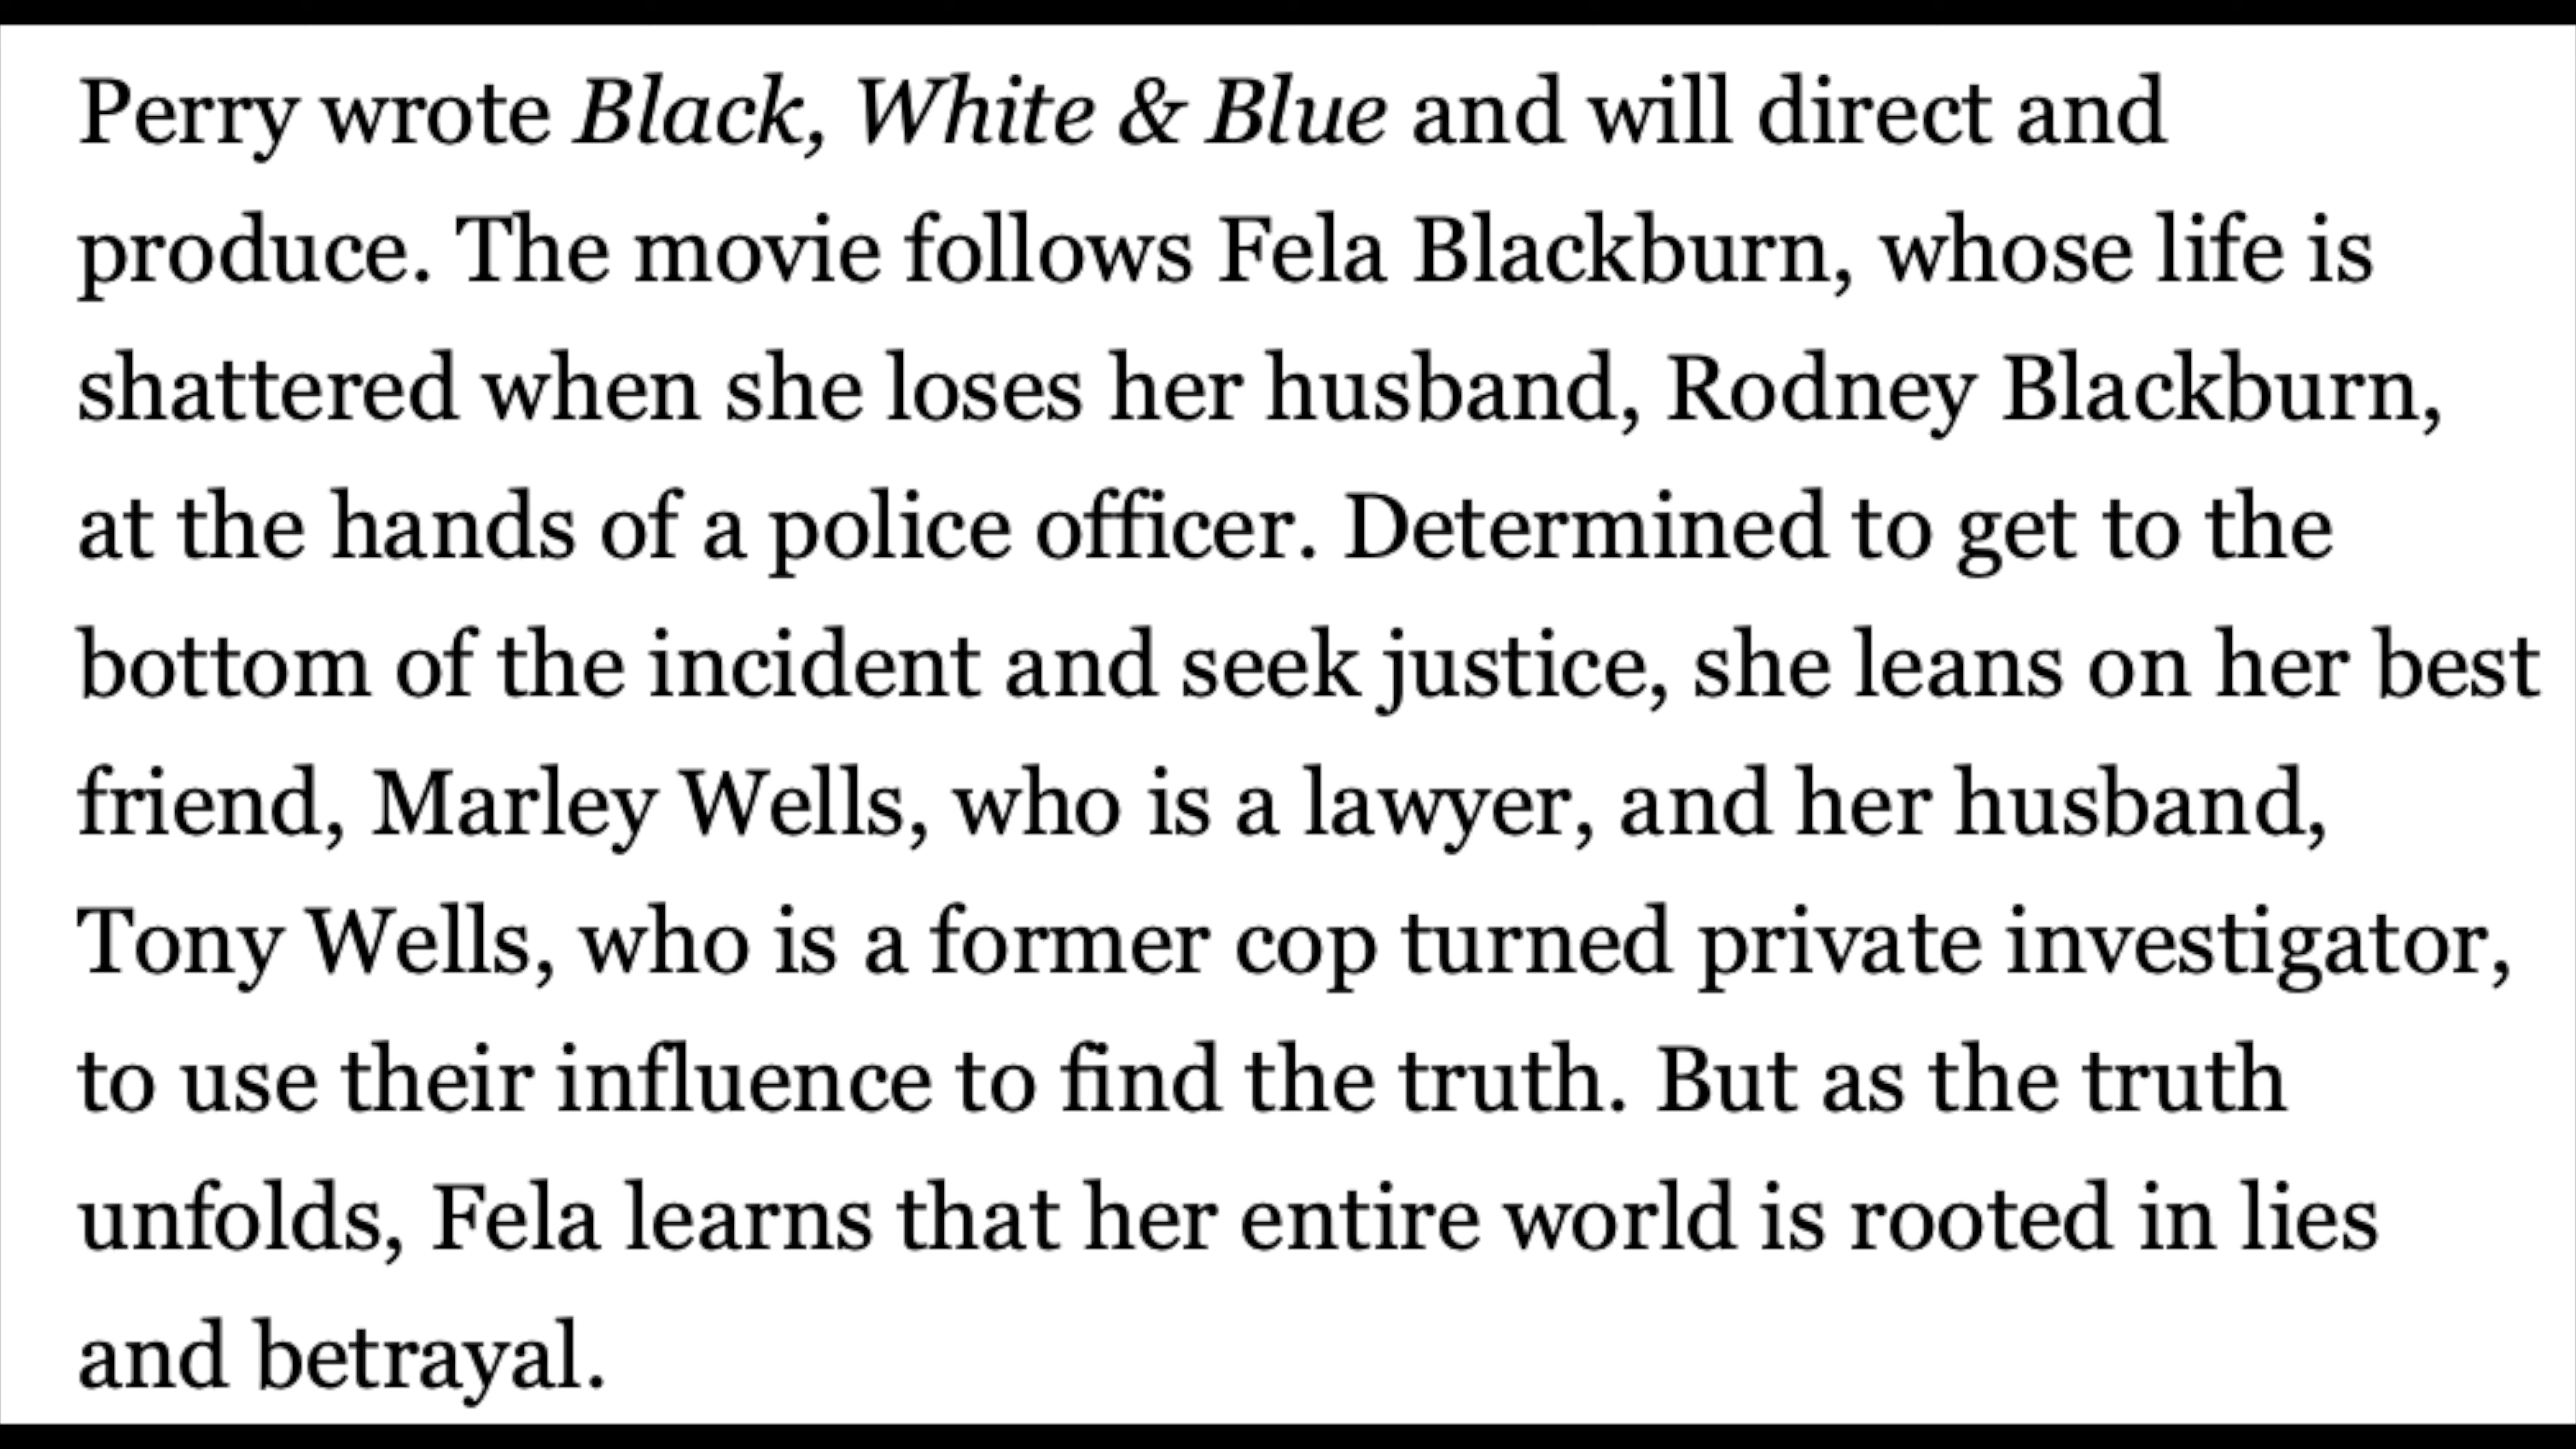 Perry wrote Black, White & Blue and will direct and
produce. The movie follows Fela Blackburn, whose life is
shattered when she loses her husband, Rodney Blackburn,
at the hands of a police officer. Determined to get to the
bottom of the incident and seek justice, she leans on her best
friend, Marley Wells, who is a lawyer, and her husband,
Tony Wells, who is a former cop turned private investigator,
to use their influence to find the truth. But as the truth
unfolds, Fela learns that her entire world is rooted in lies
and betrayal.